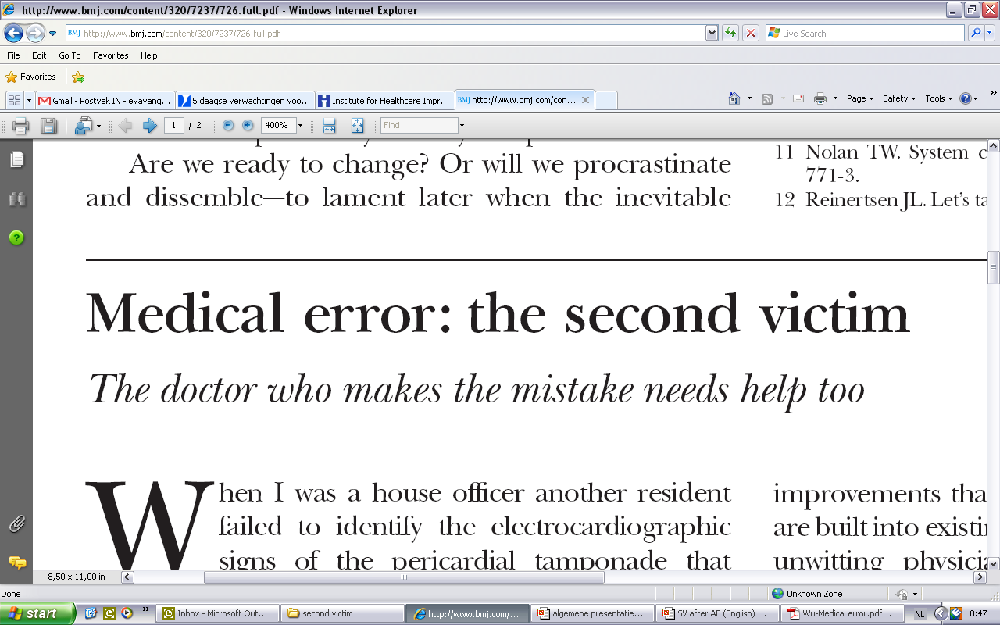 http://www.bmj.com/content/320/7237/726.full.pdf - Windows Internet Explorer
BMJ http://www.bmj.com/content/320/7237/726.full.pdf
Live Search
File Edit Go To Favorites Help
Favorites
Gmail - Postvak IN - evavang...
5 daagse verwachtingen voo...
Institute for Healthcare Impr...
BMJ http://www.bmj.com/con...
Page Safety Tools
1 / 2
400%
Find
Are we ready to change? Or will we procrastinate
and dissemble—to lament later when the inevitable
11 Nolan TW. System
771-3.
12 Reinertsen JL. Let's ta
Medical error: the second victim
The doctor who makes the mistake needs help too
When I was a house officer another resident
failed to identify the electrocardiographic
signs of the pericardial tamponade that
improvements tha
are built into existi
unwitting physicia
8,50 x 11,00 in
Done
Unknown Zone
start
Inbox - Microsoft Out...
second victim
http://www.bmj.com/...
algemene presentatie...
SV after AE (English) ...
Wu-Medical error.pdf...
NL
8:47